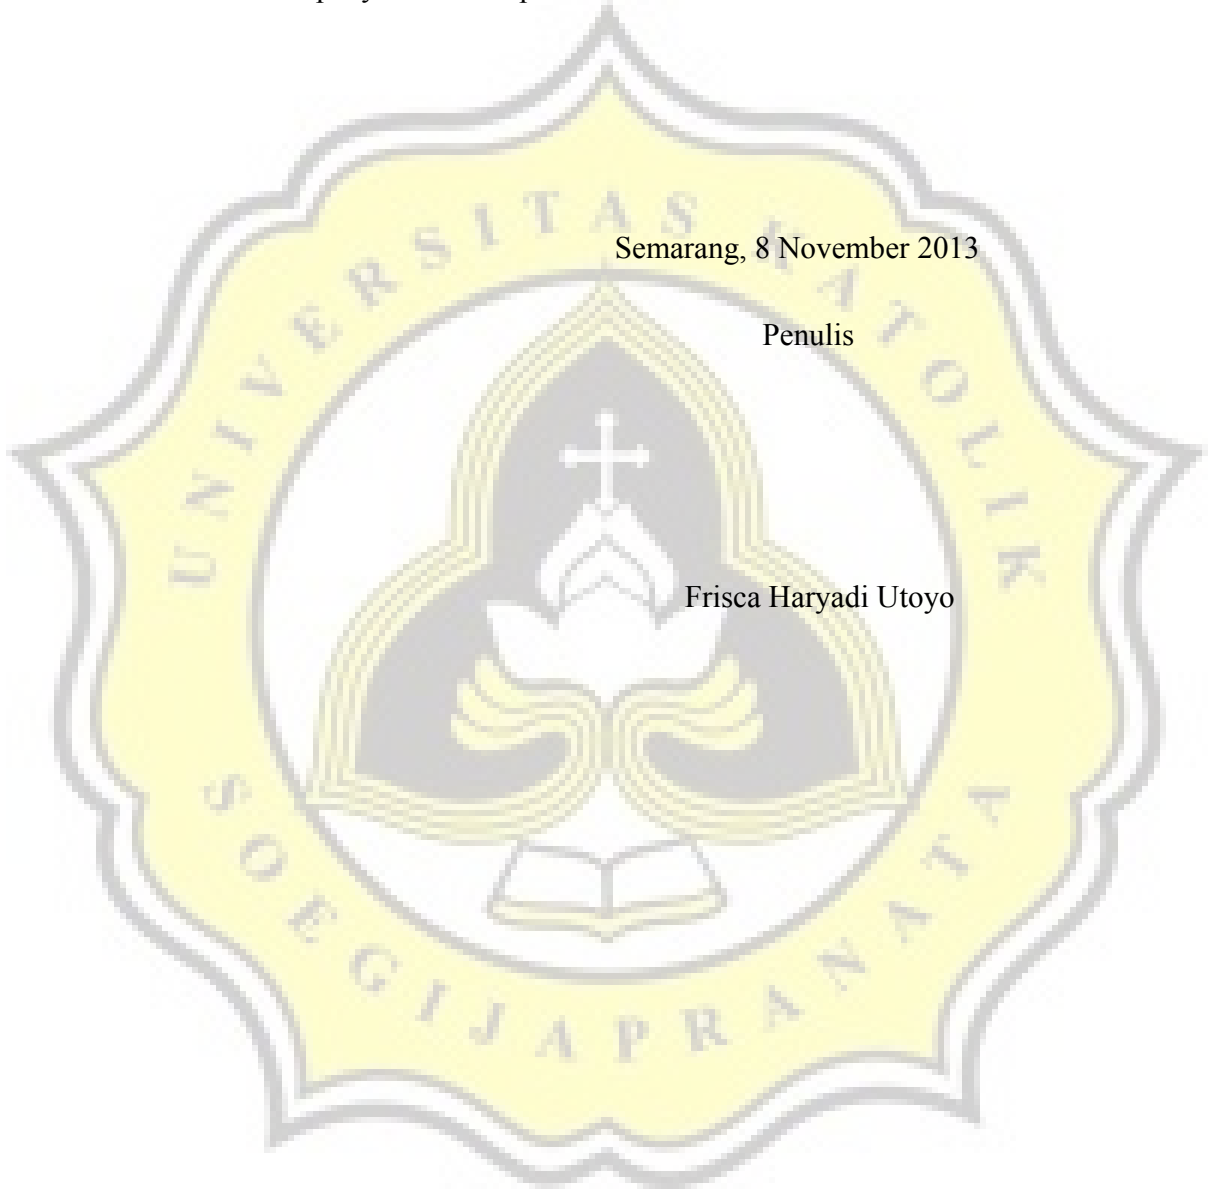 Semarang, 8 November 2013
Penulis
Frisca Haryadi Utoyo
UNIVERSITAS KATOLIK
SOEGIJAPRANATA